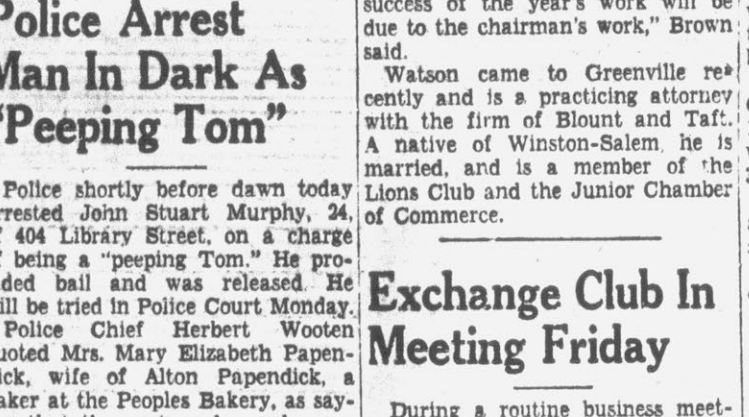 Police Arrest
Man In Dark As
"Peeping Tom"
Police shortly before dawn today
rrested John Stuart Murphy, 24,
404 Library Street, on a charge
being a "peeping Tom." He pro-
ded bail and was released. He
ill be tried in Police Court Monday.
Police Chief Herbert Wooten
uoted Mrs. Mary Elizabeth Papen-
ick, wife of Alton Papendick, a
aker at the Peoples Bakery, as say-
success of the year's work will be
due to the chairman's work," Brown
said.
Watson came to Greenville re-
cently and is a practicing attorney
with the firm of Blount and Taft.
A native of Winston-Salem, he is
married, and is a member of the
Lions Club and the Junior Chamber
of Commerce.
Exchange Club In
Meeting Friday
During a routine business meet-